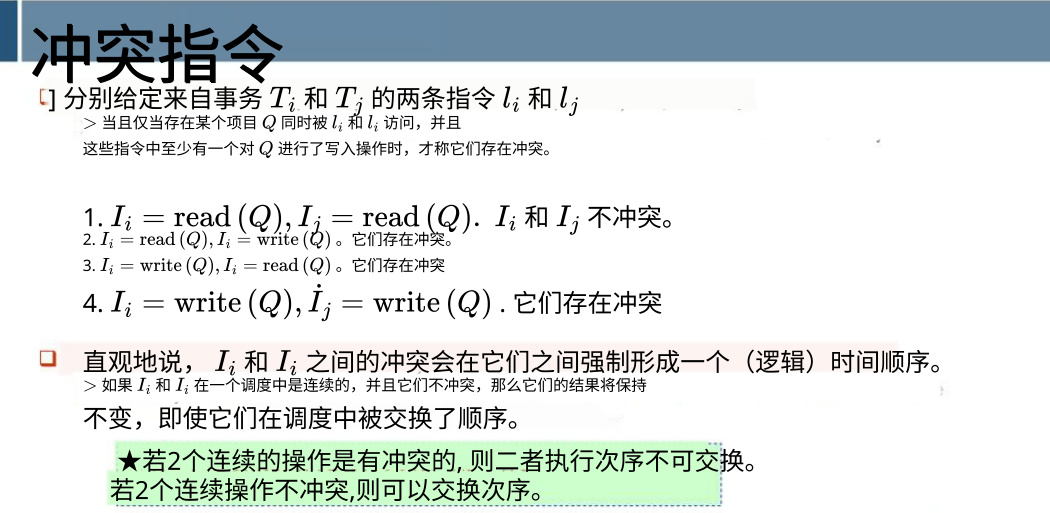 冲突指令
分别给定来自事务 T_i 和 T_j 的两条指令 l_i 和 l_j
> 当且仅当存在某个项目 Q 同时被 l_i 和 l_i 访问，并且
这些指令中至少有一个对 Q 进行了写入操作时，才称它们存在冲突。
1. I_i = read (Q), I_j = read (Q). I_i 和 I_j 不冲突。
2. I_i = read (Q), I_i = write (Q) 。它们存在冲突。
3. I_i = write (Q), I_i = read (Q) 。它们存在冲突
4. I_i = write (Q), İ_j = write (Q) . 它们存在冲突
直观地说， I_i 和 I_i 之间的冲突会在它们之间强制形成一个（逻辑）时间顺序。
> 如果 I_i 和 I_i 在一个调度中是连续的，并且它们不冲突，那么它们的结果将保持
不变，即使它们在调度中被交换了顺序。
★若2个连续的操作是有冲突的, 则二者执行次序不可交换。
若2个连续操作不冲突,则可以交换次序。